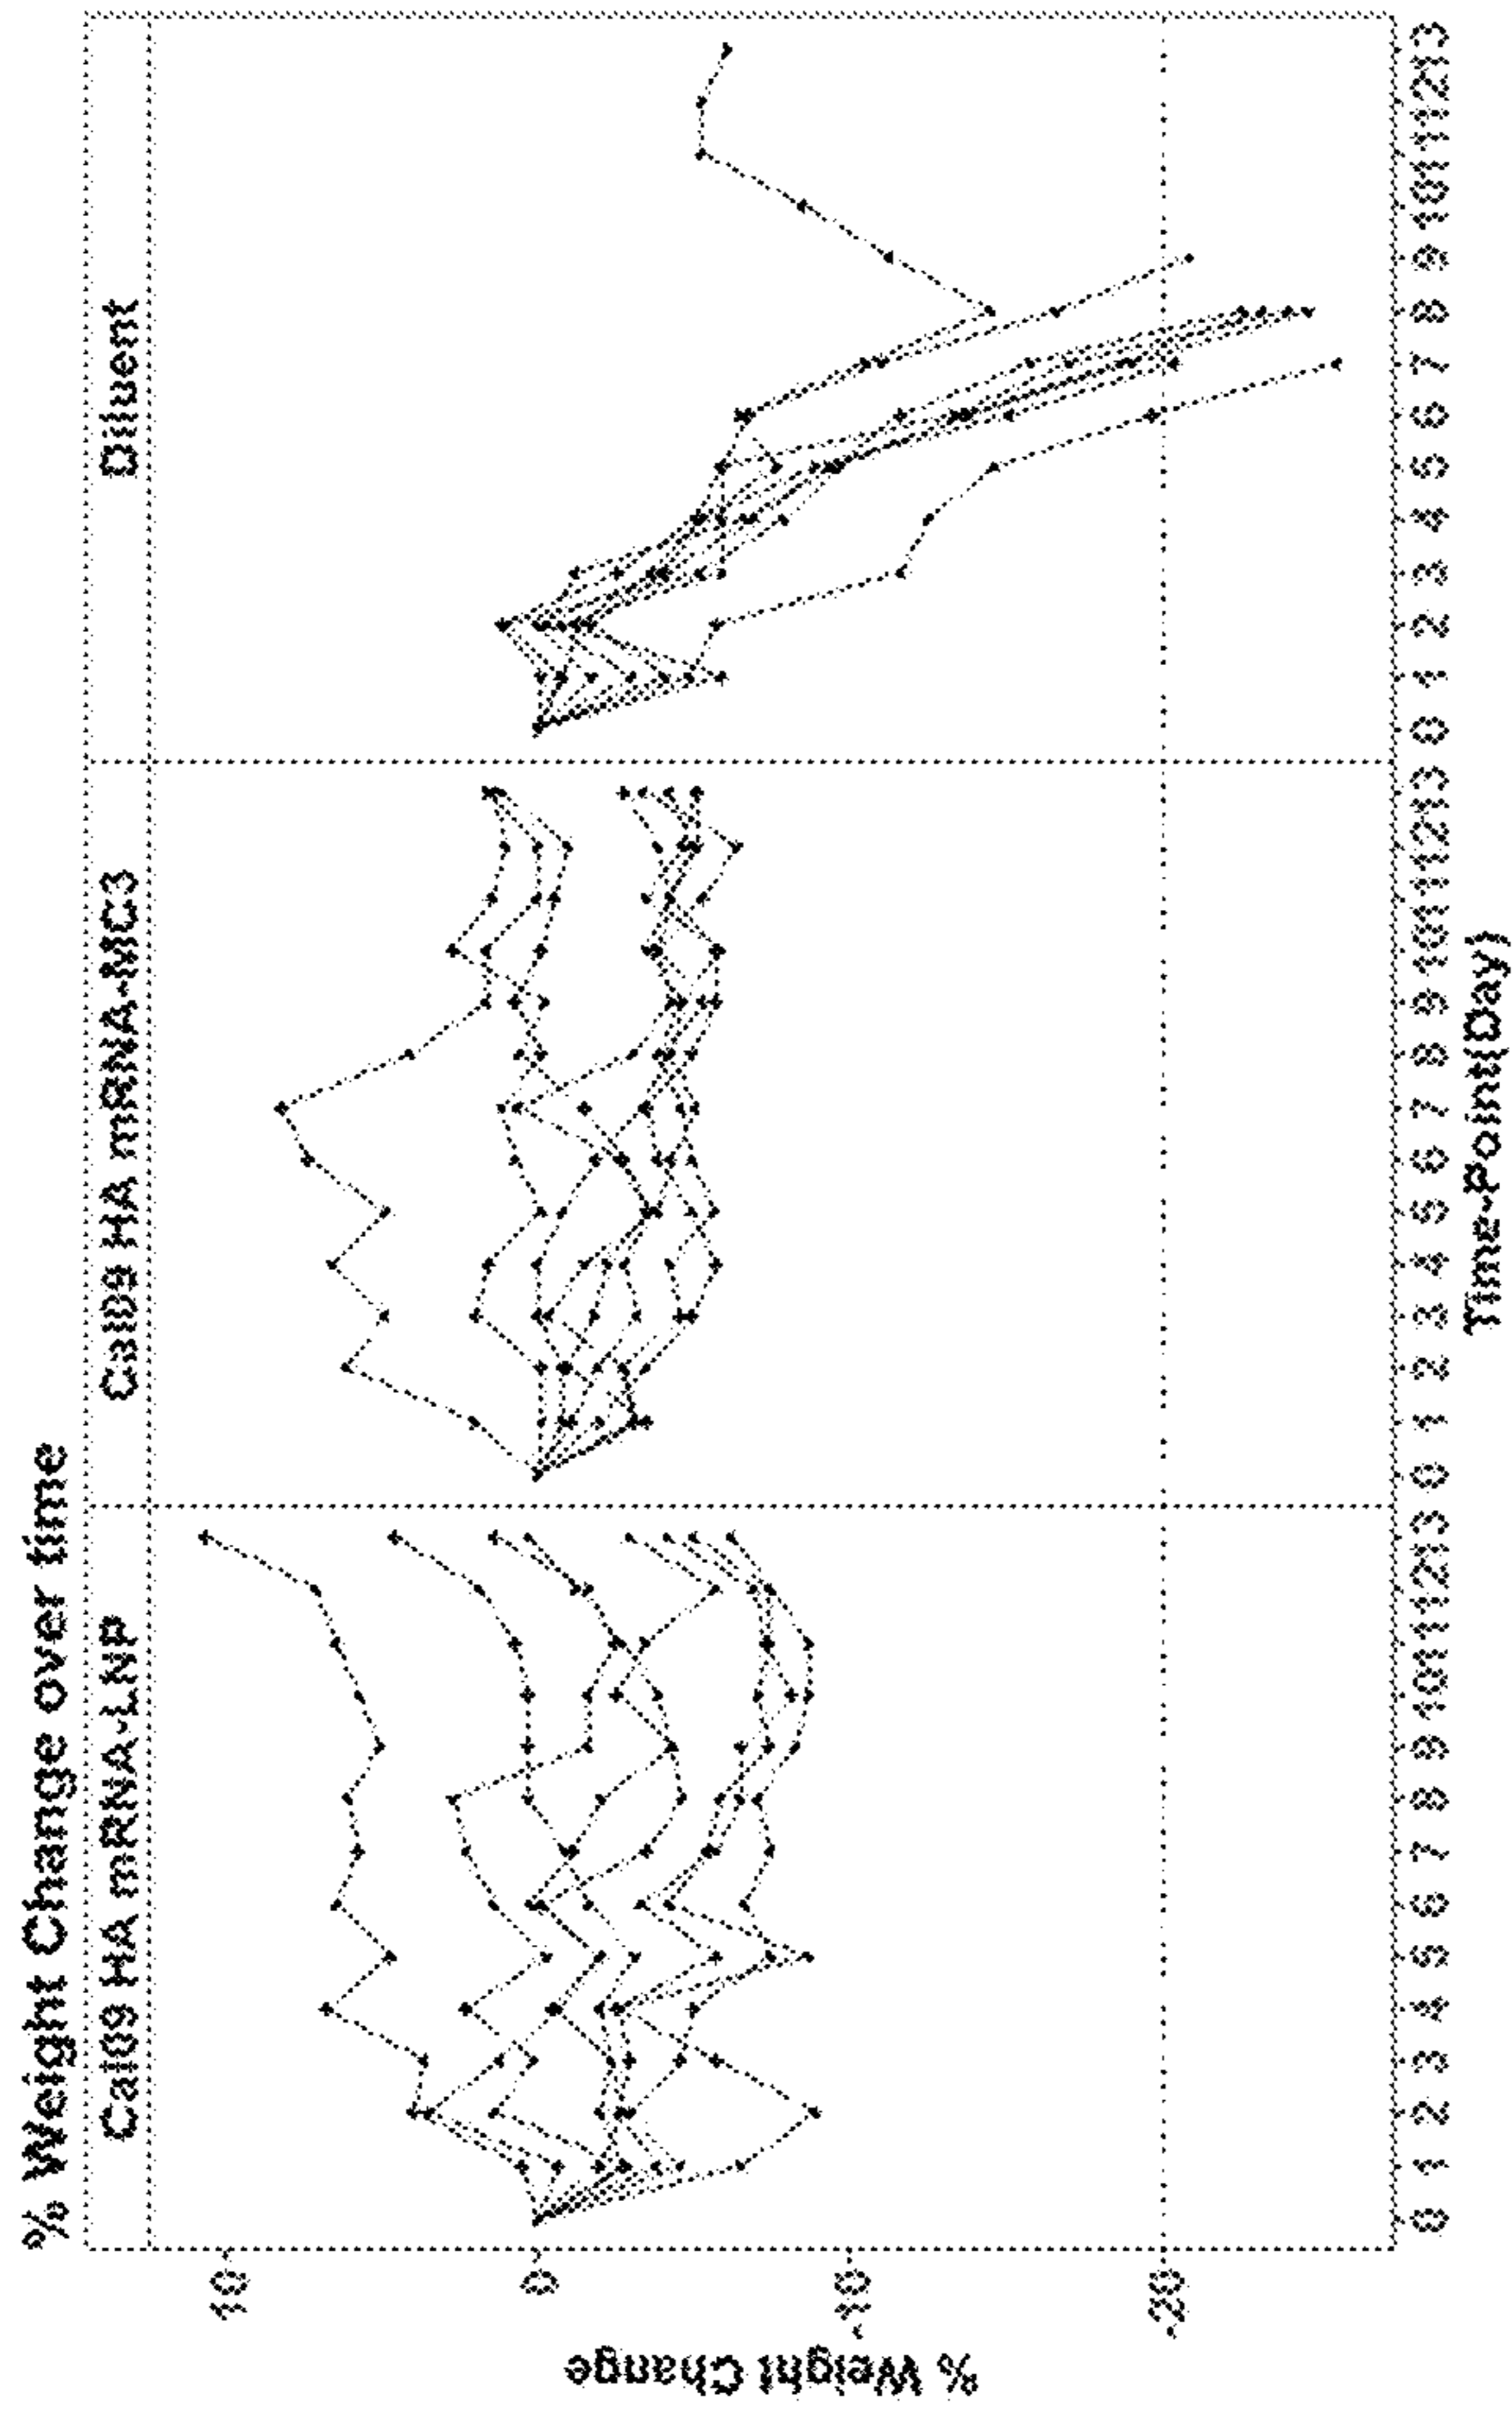 % Weight Change over time
Cal09 HA mRNA-LNP Cal09 HA mRNA-MC3 Diluent
10
0
-10
-20
% Weight Change
0 1 2 3 4 5 6 7 8 9 10 11 12 13 0 1 2 3 4 5 6 7 8 9 10 11 12 13 0 1 2 3 4 5 6 7 8 9 10 11 12 13
Time-Point(Day)